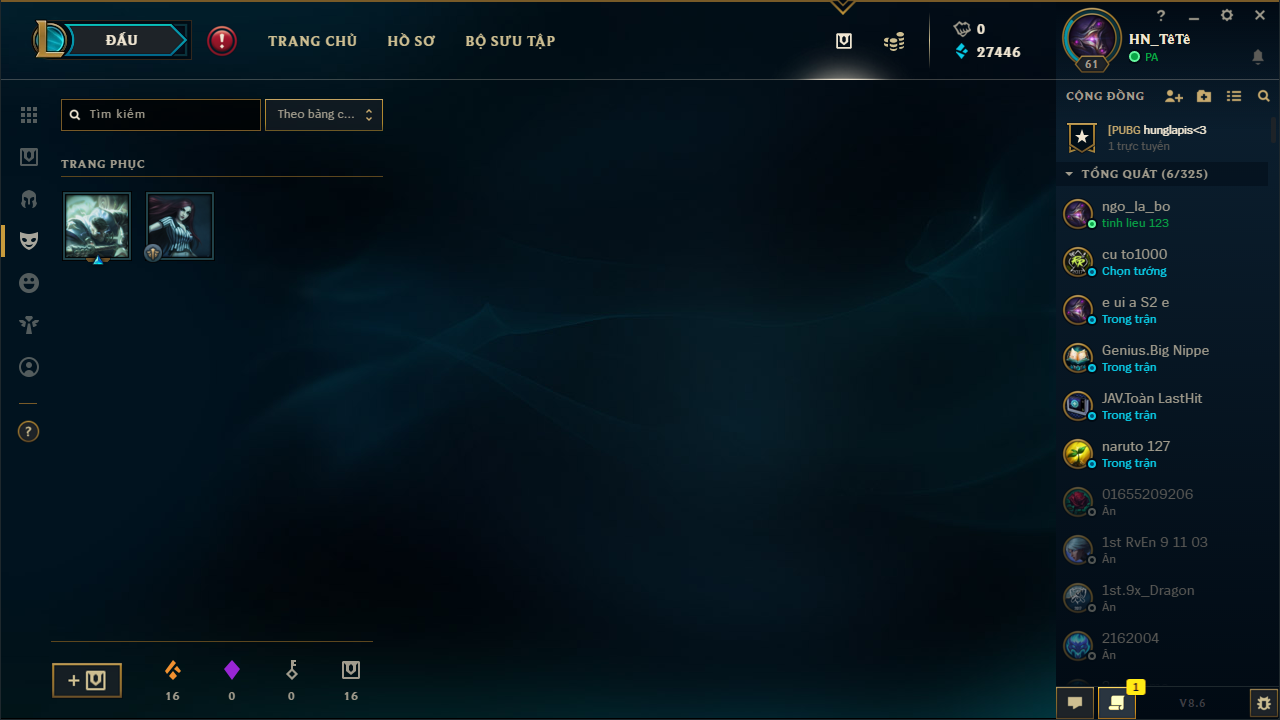 ĐẤU
TRANG CHỦ
HỒ SƠ
BỘ SƯU TẬP
0
27446
?
61
HN_TêTê
PA
CỘNG ĐỒNG
[PUBG hunglapis<3
1 trực tuyến
TỔNG QUÁT (6/325)
ngo_la_bo
tinh lieu 123
cu to1000
Chọn tướng
e ui a S2 e
Trong trận
Genius.Big Nippe
Trong trận
JAV.Toàn LastHit
Trong trận
naruto 127
Trong trận
01655209206
Ẩn
1st RvEn 9 11 03
Ẩn
1st.9x_Dragon
Ẩn
2162004
Ẩn
Tìm kiếm
Theo bảng c...
TRANG PHỤC
?
+
16
0
0
16
1
V8.6